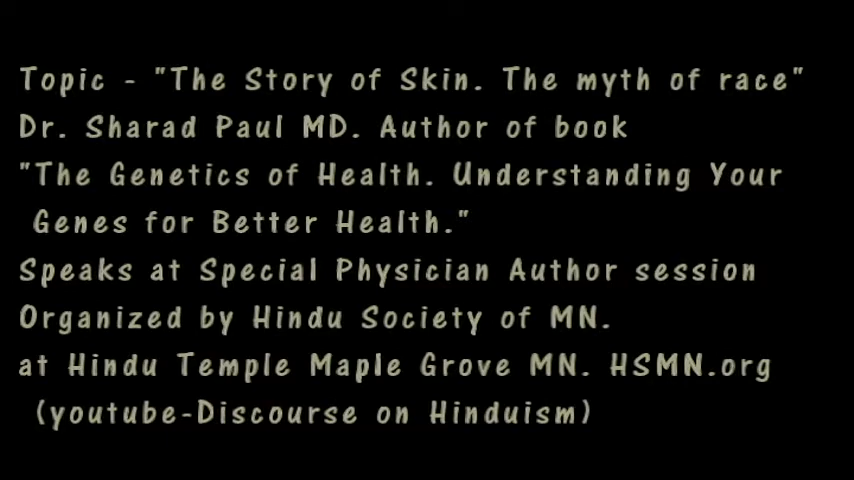 Topic - "The Story of Skin. The myth of race"
Dr. Sharad Paul MD. Author of book
"The Genetics of Health. Understanding Your
Genes for Better Health."
Speaks at Special Physician Author session
Organized by Hindu Society of MN.
at Hindu Temple Maple Grove MN. HSMN.org
(youtube-Discourse on Hinduism)